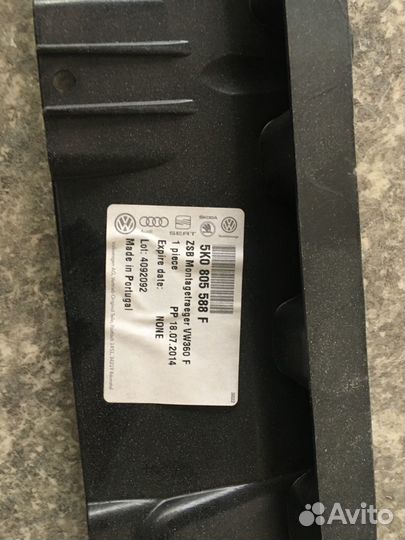 Audi
SEAT
ŠKODA
5K0 805 588 F
ZSB Montagetraeger VW360 F
1 piece
PP 18.07.2014
Expire date:
NONE
Lot: 4092092
Made in Portugal
Avito